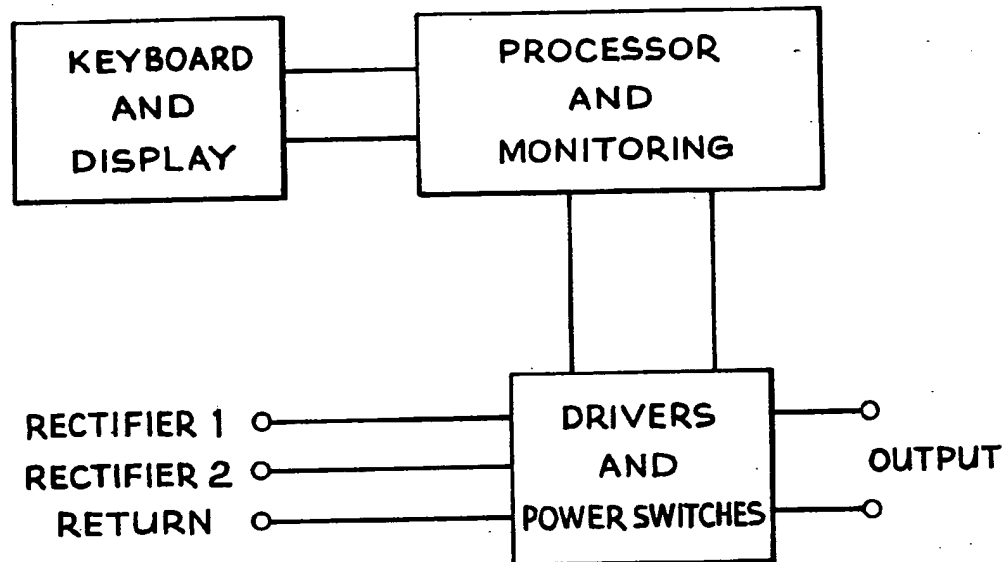 KEYBOARD
AND
DISPLAY
PROCESSOR
AND
MONITORING
RECTIFIER 1
RECTIFIER 2
RETURN
DRIVERS
AND
POWER SWITCHES
OUTPUT